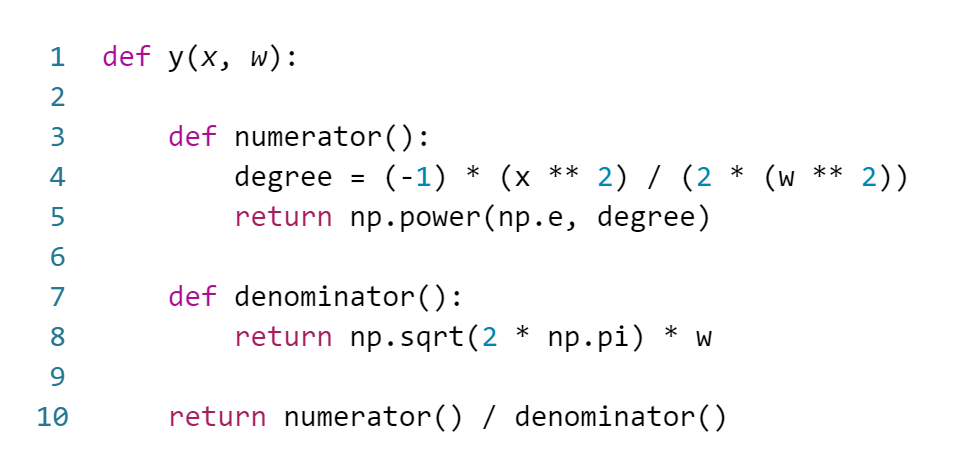 1 def y(x, w):
2
3     def numerator():
4         degree = (-1) * (x ** 2) / (2 * (w ** 2))
5         return np.power(np.e, degree)
6
7     def denominator():
8         return np.sqrt(2 * np.pi) * w
9
10     return numerator() / denominator()